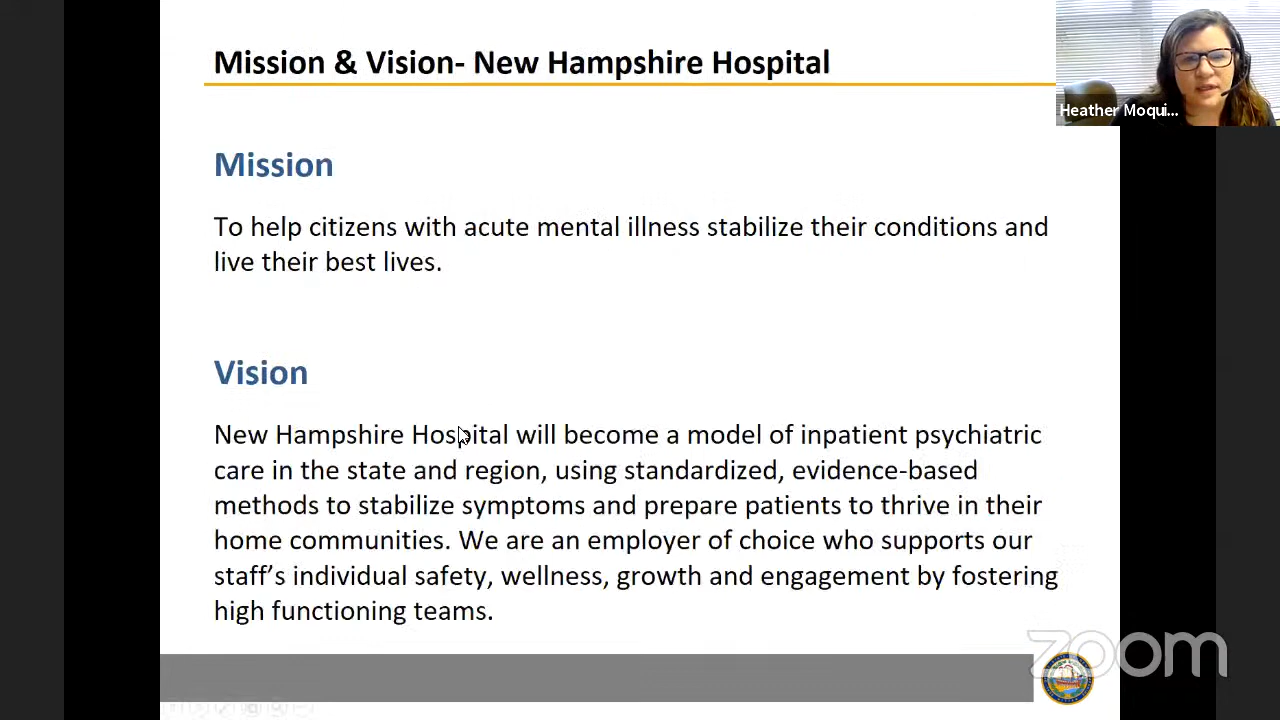 Mission & Vision- New Hampshire Hospital
Heather Moqui...
Mission
To help citizens with acute mental illness stabilize their conditions and
live their best lives.
Vision
New Hampshire Hospital will become a model of inpatient psychiatric
care in the state and region, using standardized, evidence-based
methods to stabilize symptoms and prepare patients to thrive in their
home communities. We are an employer of choice who supports our
staff’s individual safety, wellness, growth and engagement by fostering
high functioning teams.
zoom